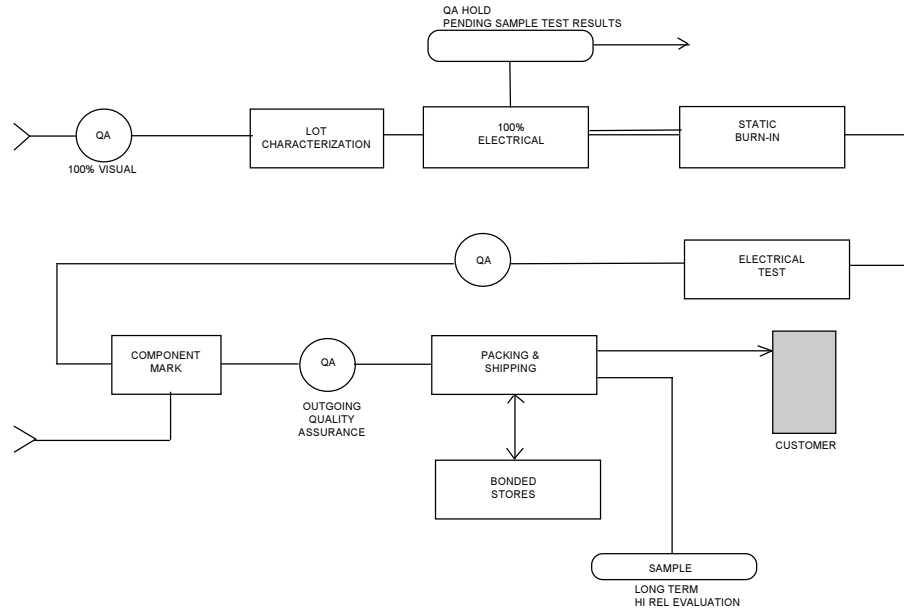 QA HOLD
PENDING SAMPLE TEST RESULTS
QA
100% VISUAL
LOT
CHARACTERIZATION
100%
ELECTRICAL
STATIC
BURN-IN
QA
ELECTRICAL
TEST
COMPONENT
MARK
QA
OUTGOING
QUALITY
ASSURANCE
PACKING &
SHIPPING
CUSTOMER
BONDED
STORES
SAMPLE
LONG TERM
HI REL EVALUATION